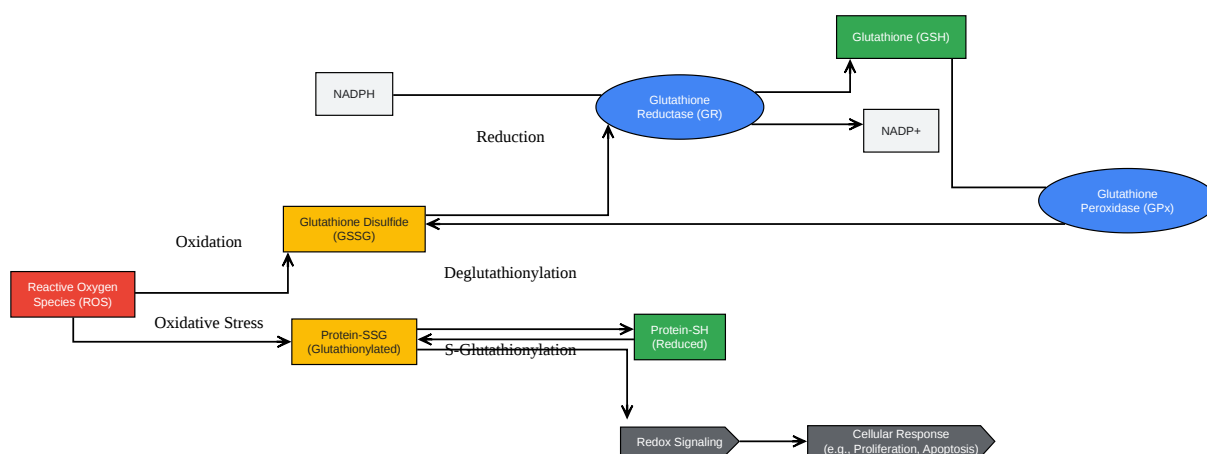 Glutathione (GSH)
NADPH
Glutathione
Reductase (GR)
NADP+
Reduction
Glutathione
Peroxidase (GPx)
Glutathione Disulfide
(GSSG)
Oxidation
Deglutathionylation
Reactive Oxygen
Species (ROS)
Oxidative Stress
Protein-SSG
(Glutathionylated)
S-Glutathionylation
Protein-SH
(Reduced)
Redox Signaling
Cellular Response
(e.g., Proliferation, Apoptosis)